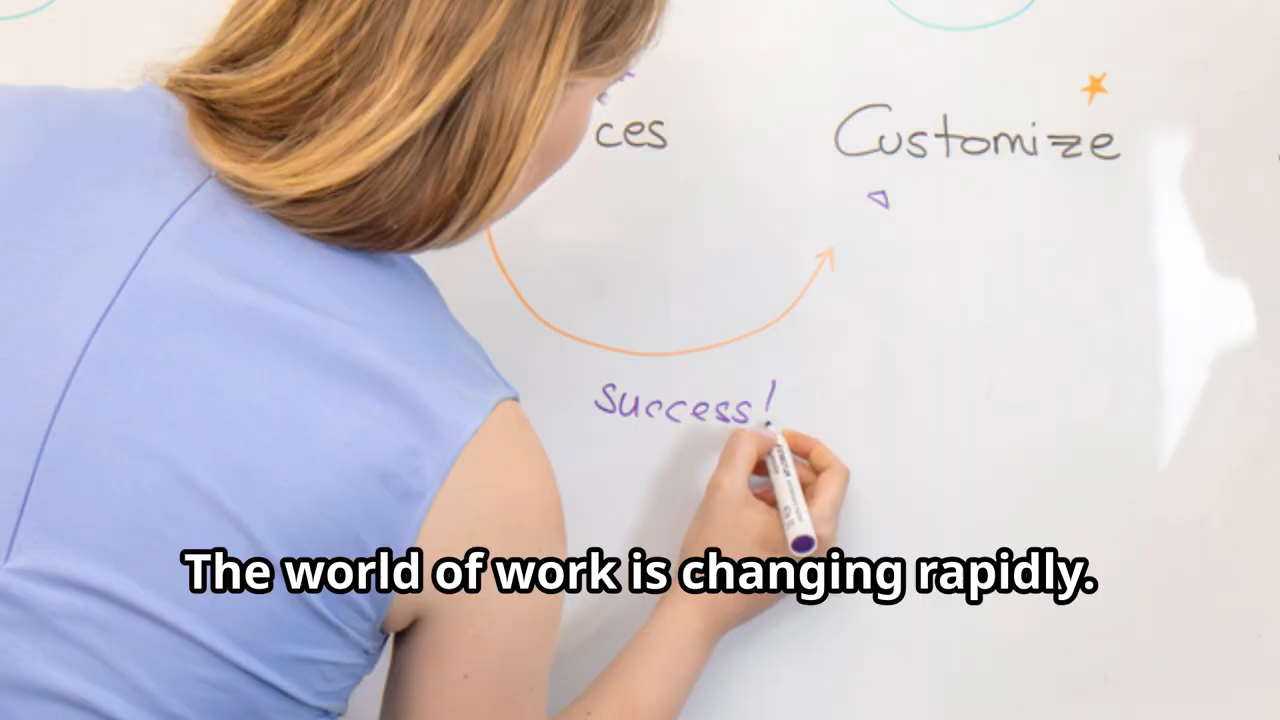 ces
Customize
success!
The world of work is changing rapidly.